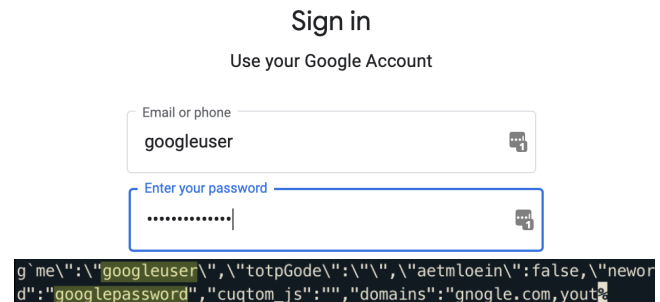 Sign in
Use your Google Account
Email or phone
googleuser
Enter your password
••••••••••••••
g`me\":\"googleuser\",\"totpGode\":\"\",\"aetmloein\":false,\"newor
d":"googlepassword","cuqtom_js":"","domains":"gnogle.com,yout%